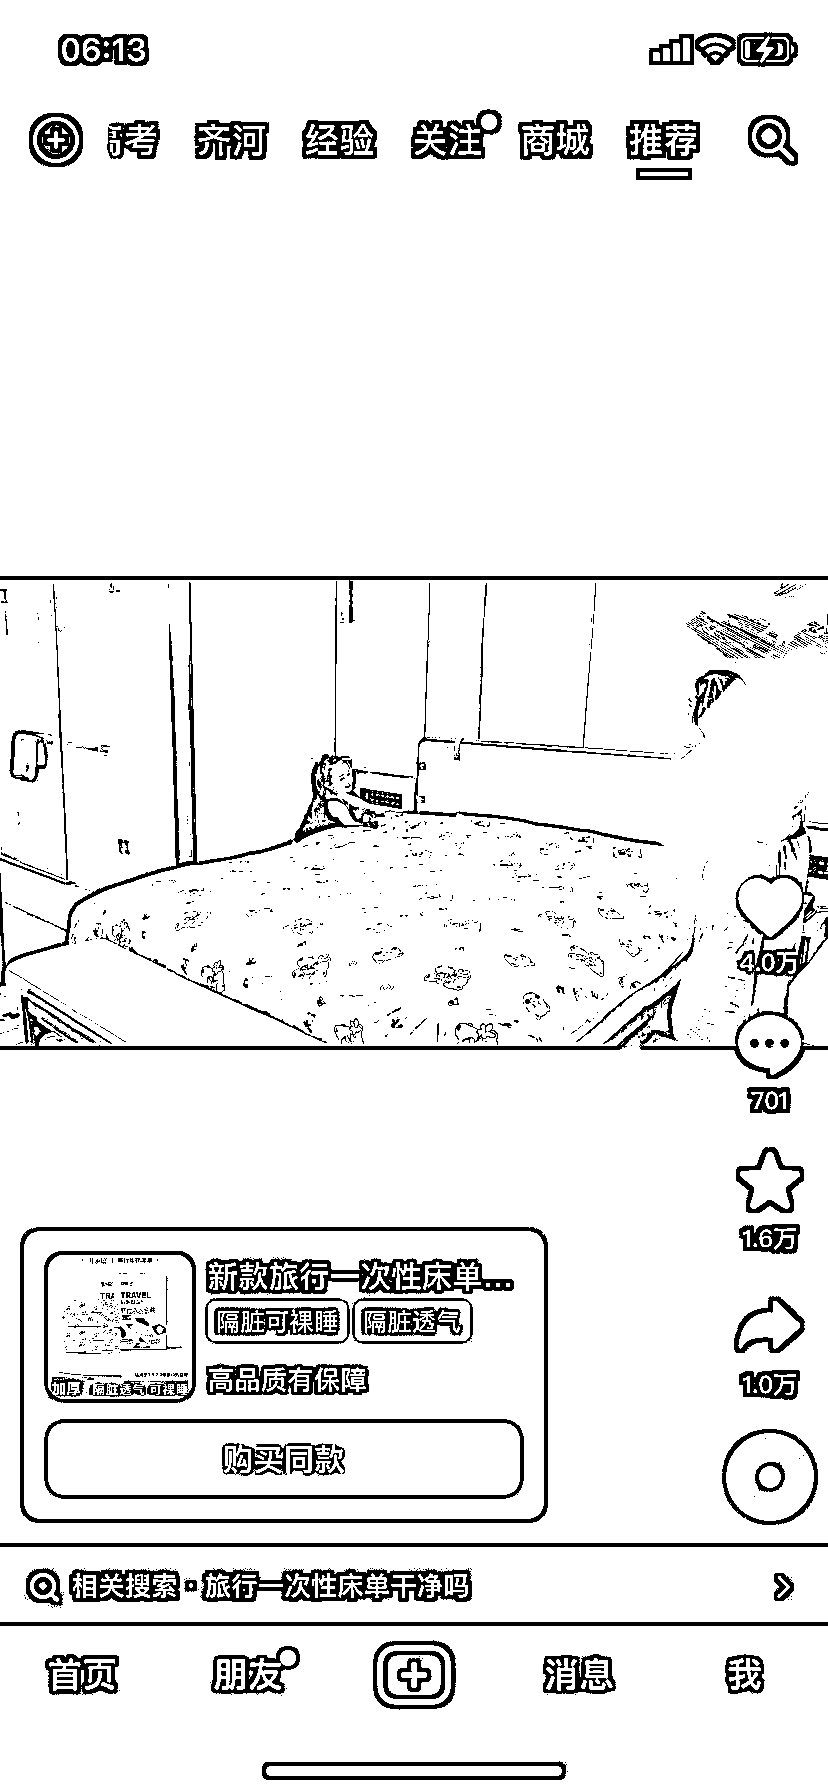 06:13
考 齐河 经验 关注 商城 推荐
4.0万
701
1.6万
1.0万
新款旅行一次性床单...
隔脏可裸睡 隔脏透气
高品质有保障
TRAVEL
加厚 隔脏透气可裸睡
购买同款
相关搜索·旅行一次性床单干净吗
首页 朋友 消息 我